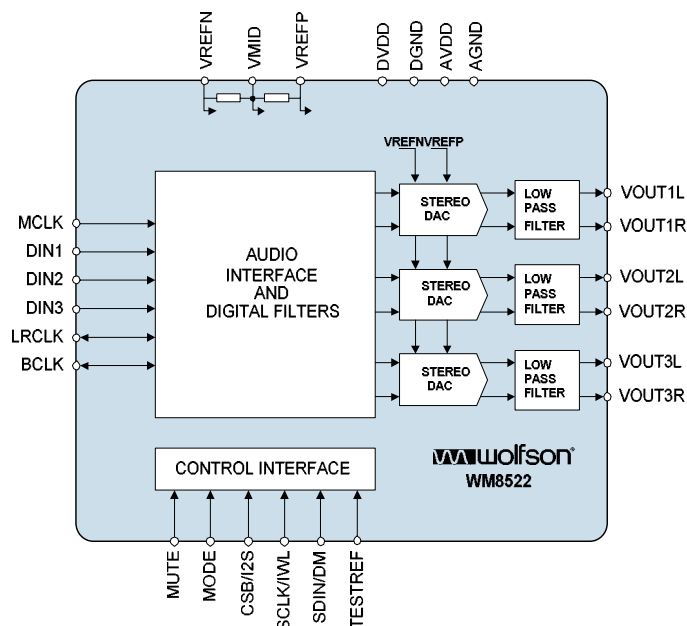 VREFN
VMID
VREFP
DVDD
DGND
AVDD
AGND
VREFNVREFP
MCLK
DIN1
DIN2
DIN3
LRCLK
BCLK
AUDIO
INTERFACE
AND
DIGITAL FILTERS
STEREO
DAC
LOW
PASS
FILTER
VOUT1L
VOUT1R
STEREO
DAC
LOW
PASS
FILTER
VOUT2L
VOUT2R
STEREO
DAC
LOW
PASS
FILTER
VOUT3L
VOUT3R
CONTROL INTERFACE
wolfson
WM8522
MUTE
MODE
CSB/I2S
SCLK/IWL
SDIN/DM
TESTREF